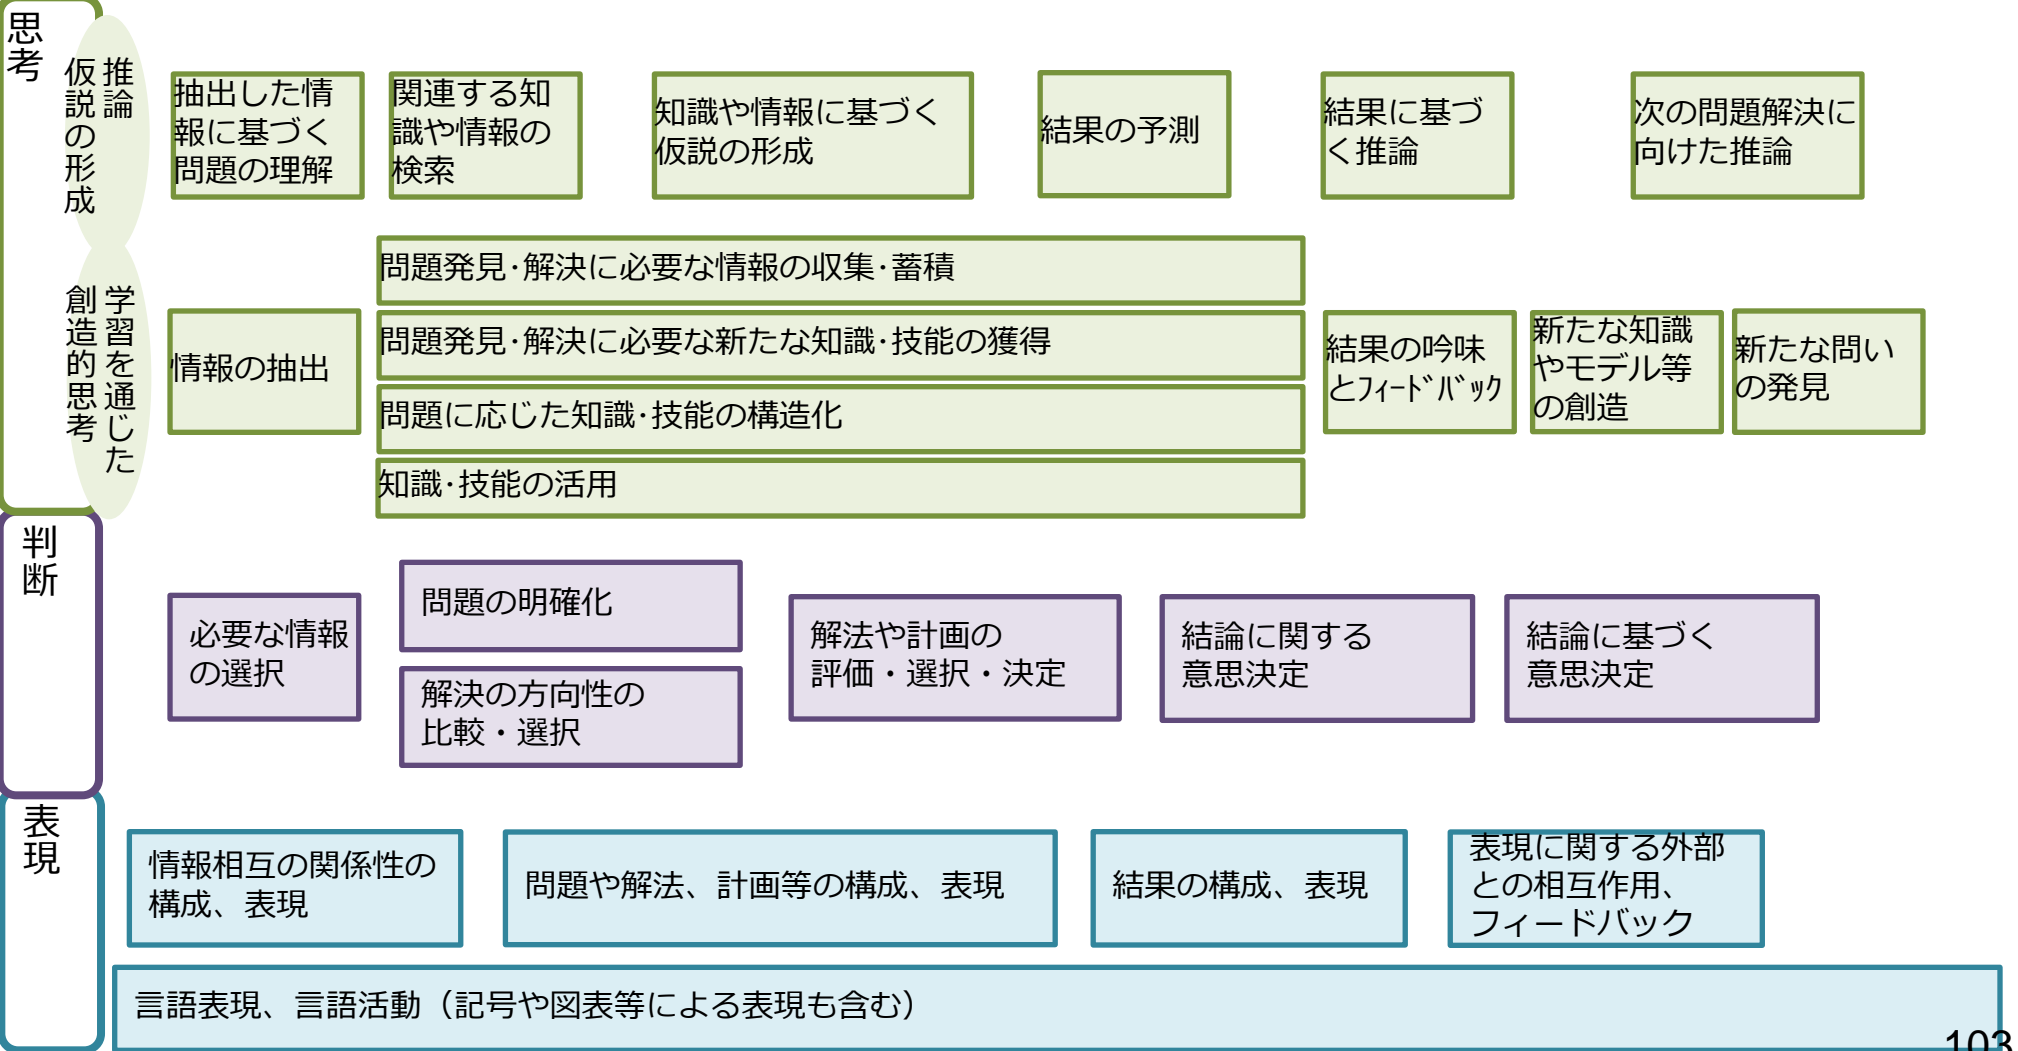 思考
推論
仮説の形成
抽出した情
報に基づく
問題の理解
関連する知
識や情報の
検索
知識や情報に基づく
仮説の形成
結果の予測
結果に基づ
く推論
次の問題解決に
向けた推論
学習を通じた
創造的思考
情報の抽出
問題発見･解決に必要な情報の収集･蓄積
問題発見･解決に必要な新たな知識･技能の獲得
問題に応じた知識･技能の構造化
知識･技能の活用
結果の吟味
とﾌｨｰﾄﾞﾊﾞｯｸ
新たな知識
やモデル等
の創造
新たな問い
の発見
判断
必要な情報
の選択
問題の明確化
解決の方向性の
比較・選択
解法や計画の
評価・選択・決定
結論に関する
意思決定
結論に基づく
意思決定
表現
情報相互の関係性の
構成、表現
問題や解法、計画等の構成、表現
結果の構成、表現
表現に関する外部
との相互作用、
フィードバック
言語表現、言語活動（記号や図表等による表現も含む）
103